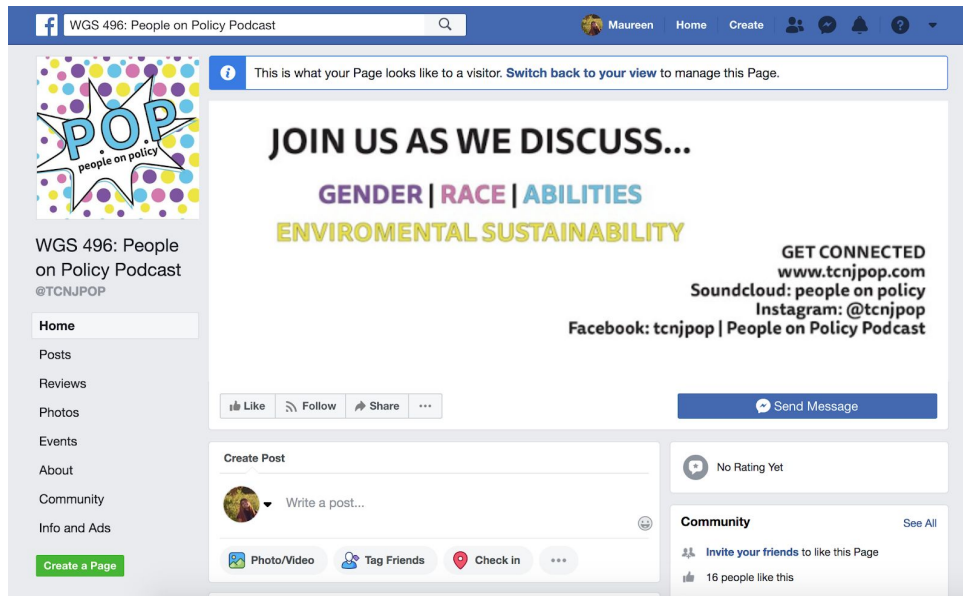 WGS 496: People on Policy Podcast
Maureen
Home
Create
P.O.P
people on policy
WGS 496: People
on Policy Podcast
@TCNJPOP
Home
Posts
Reviews
Photos
Events
About
Community
Info and Ads
Create a Page
This is what your Page looks like to a visitor. Switch back to your view to manage this Page.
JOIN US AS WE DISCUSS...
GENDER | RACE | ABILITIES
ENVIROMENTAL SUSTAINABILITY
GET CONNECTED
www.tcnjpop.com
Soundcloud: people on policy
Instagram: @tcnjpop
Facebook: tcnjpop | People on Policy Podcast
Like
Follow
Share
Send Message
Create Post
Write a post...
Photo/Video
Tag Friends
Check in
No Rating Yet
Community
See All
Invite your friends to like this Page
16 people like this